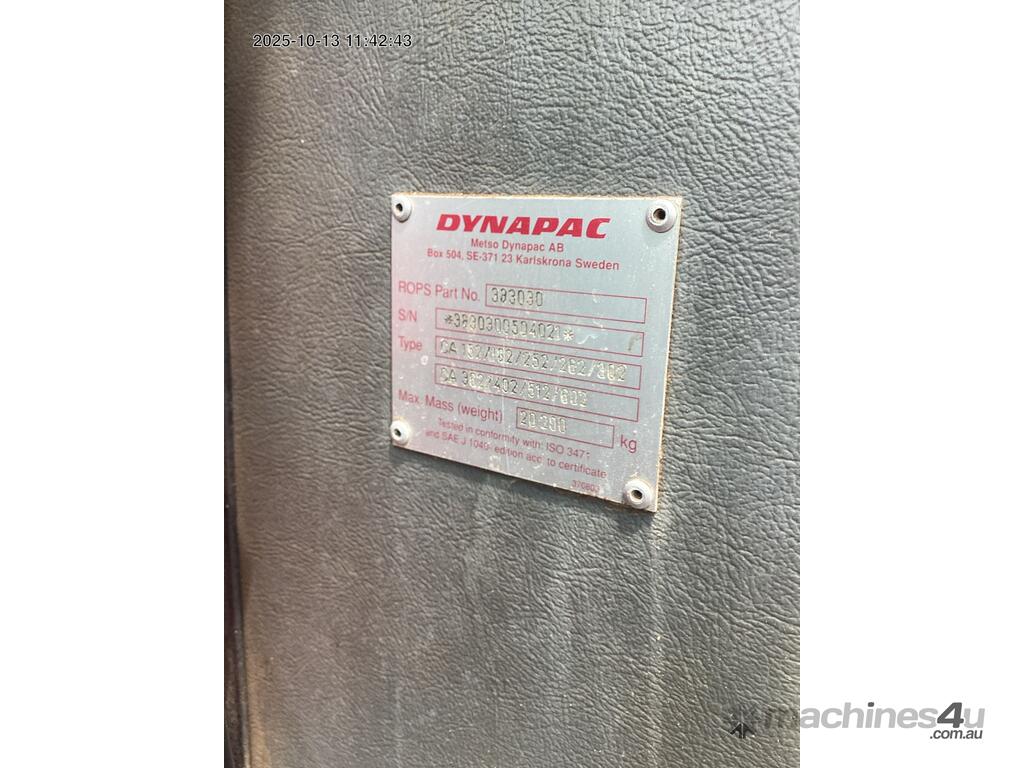 2025-10-13 11:42:43
DYNAPAC
Metso Dynapac AB
Box 504, SE-371 23 Karlskrona Sweden
ROPS Part No. 383030
S/N *3830300504021*
Type CA 152/182/252/262/302
CA 362/402/512/602
Max. Mass (weight) 20200 kg
Tested in conformity with: ISO 3471
and SAE J 1040, edition acc. to certificate
machines4u
.com.au